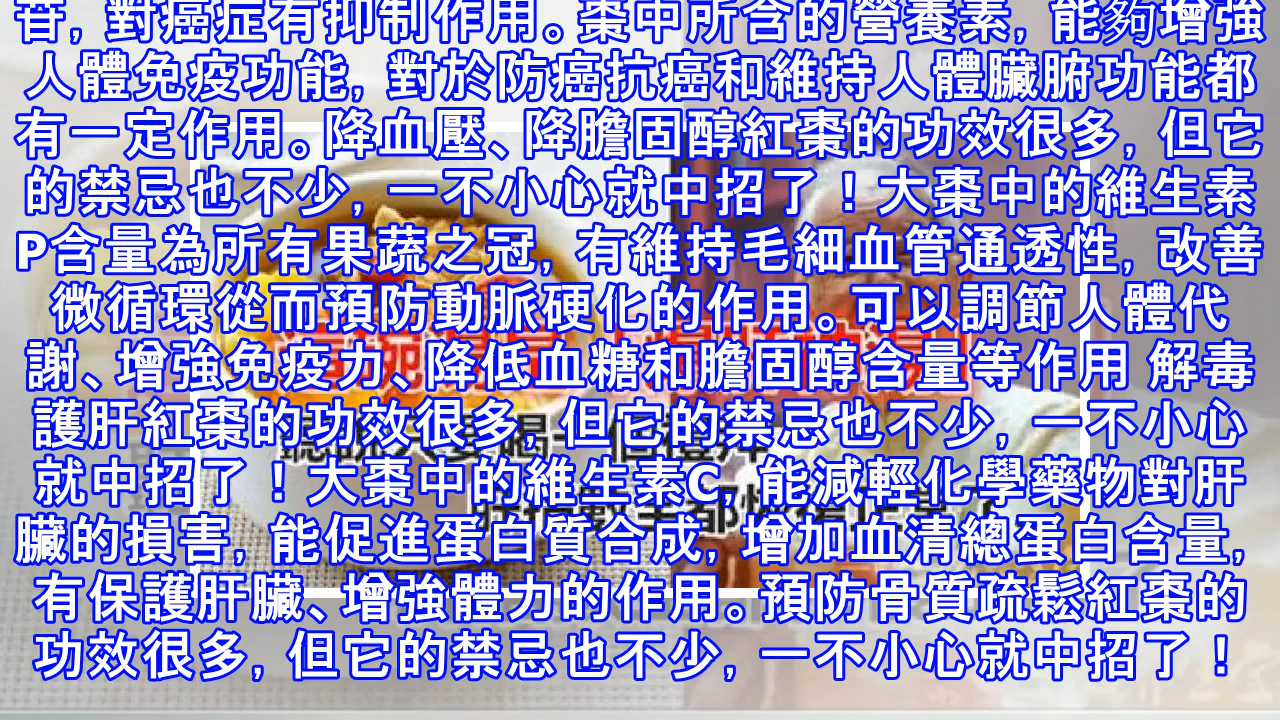 對癌症有抑制作用。棗中所含的營養素, 能夠增強
人體免疫功能, 對於防癌抗癌和維持人體臟腑功能都
有一定作用。降血壓、降膽固醇紅棗的功效很多, 但它
的禁忌也不少, 一不小心就中招了！大棗中的維生素
P含量為所有果蔬之冠, 有維持毛細血管通透性, 改善
微循環從而預防動脈硬化的作用。可以調節人體代
謝、增強免疫力、降低血糖和膽固醇含量等作用 解毒
護肝紅棗的功效很多, 但它的禁忌也不少, 一不小心
就中招了！大棗中的維生素C, 能減輕化學藥物對肝
臟的損害, 能促進蛋白質合成, 增加血清總蛋白含量,
有保護肝臟、增強體力的作用。預防骨質疏鬆紅棗的
功效很多, 但它的禁忌也不少, 一不小心就中招了！